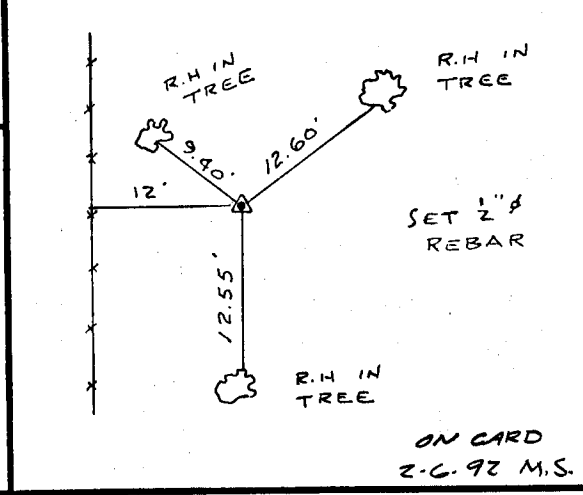 R.H IN
TREE
R.H IN
TREE
9.40'
12.60'
12'
SET ½"ø
REBAR
12.55'
R.H IN
TREE
ON CARD
2-6-92 M.S.